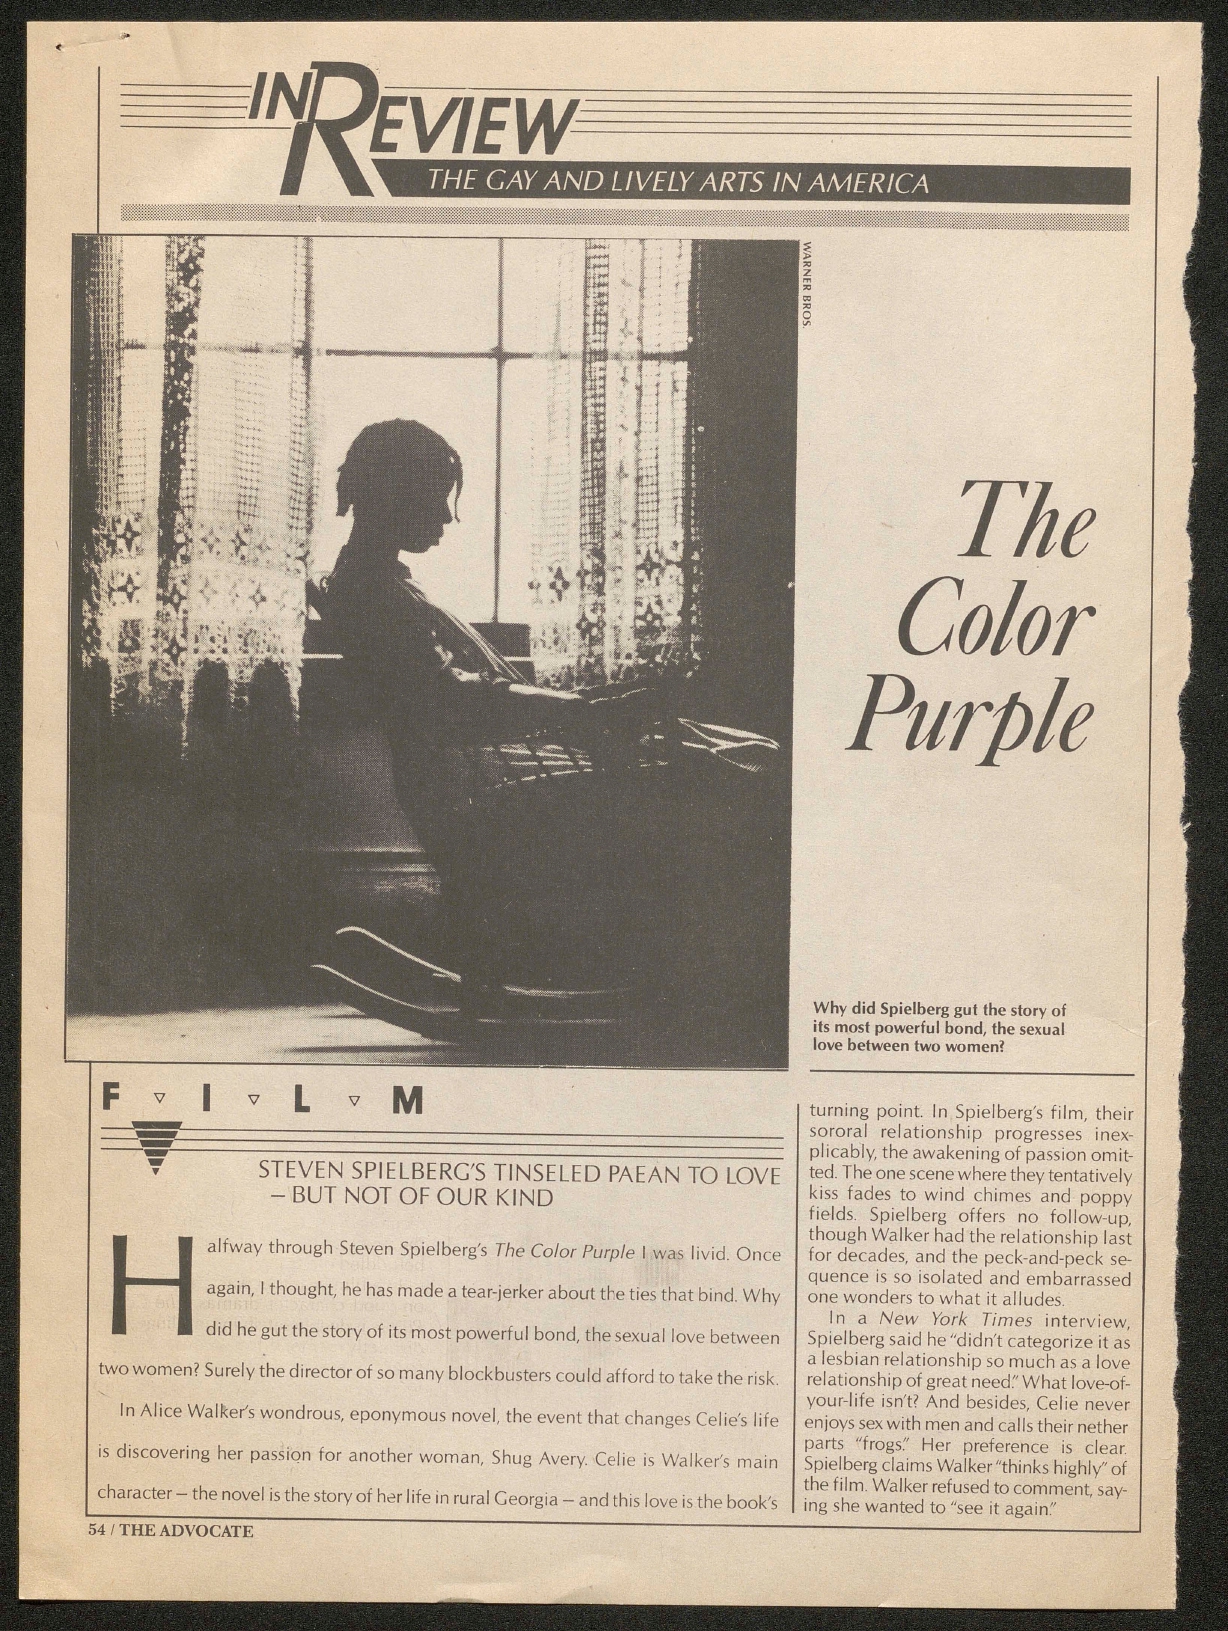 IN REVIEW
THE GAY AND LIVELY ARTS IN AMERICA
WARNER BROS.
The
Color
Purple
Why did Spielberg gut the story of
its most powerful bond, the sexual
love between two women?
F I L M
STEVEN SPIELBERG'S TINSELED PAEAN TO LOVE
– BUT NOT OF OUR KIND
Halfway through Steven Spielberg's The Color Purple I was livid. Once
again, I thought, he has made a tear-jerker about the ties that bind. Why
did he gut the story of its most powerful bond, the sexual love between
two women? Surely the director of so many blockbusters could afford to take the risk.
In Alice Walker's wondrous, eponymous novel, the event that changes Celie's life
is discovering her passion for another woman, Shug Avery. Celie is Walker's main
character – the novel is the story of her life in rural Georgia – and this love is the book's
turning point. In Spielberg's film, their
sororal relationship progresses inex-
plicably, the awakening of passion omit-
ted. The one scene where they tentatively
kiss fades to wind chimes and poppy
fields. Spielberg offers no follow-up,
though Walker had the relationship last
for decades, and the peck-and-peck se-
quence is so isolated and embarrassed
one wonders to what it alludes.
In a New York Times interview,
Spielberg said he "didn't categorize it as
a lesbian relationship so much as a love
relationship of great need." What love-of-
your-life isn't? And besides, Celie never
enjoys sex with men and calls their nether
parts "frogs." Her preference is clear.
Spielberg claims Walker "thinks highly" of
the film. Walker refused to comment, say-
ing she wanted to "see it again."
54 / THE ADVOCATE